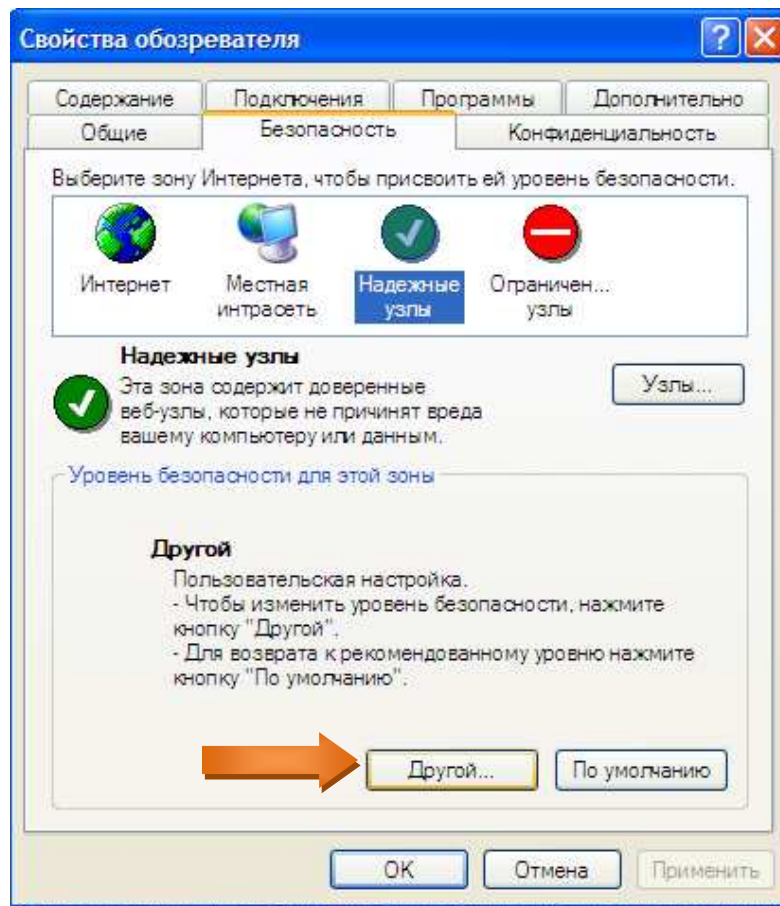 Свойства обозревателя
Содержание Подключения Программы Дополнительно
Общие Безопасность Конфиденциальность
Выберите зону Интернета, чтобы присвоить ей уровень безопасности.
Интернет Местная интрасеть Надежные узлы Ограничен... узлы
Надежные узлы
Эта зона содержит доверенные
веб-узлы, которые не причинят вреда
вашему компьютеру или данным.
Узлы...
Уровень безопасности для этой зоны
Другой
Пользовательская настройка.
- Чтобы изменить уровень безопасности, нажмите
кнопку "Другой".
- Для возврата к рекомендованному уровню нажмите
кнопку "По умолчанию".
Другой... По умолчанию
OK Отмена Применить